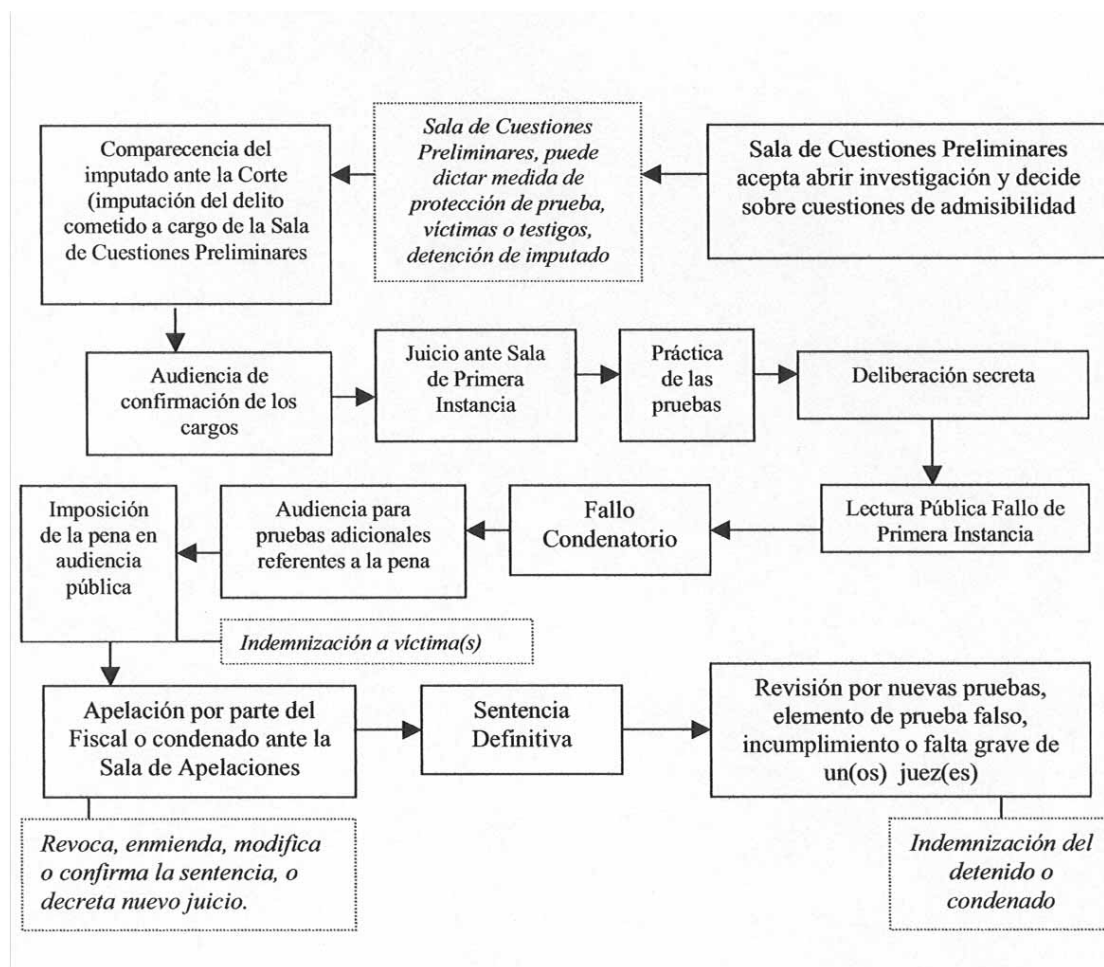 Sala de Cuestiones Preliminares
acepta abrir investigación y decide
sobre cuestiones de admisibilidad
Sala de Cuestiones
Preliminares, puede
dictar medida de
protección de prueba,
víctimas o testigos,
detención de imputado
Comparecencia del
imputado ante la Corte
(imputación del delito
cometido a cargo de la Sala
de Cuestiones Preliminares
Audiencia de
confirmación de los
cargos
Juicio ante Sala
de Primera
Instancia
Práctica
de las
pruebas
Deliberación secreta
Lectura Pública Fallo de
Primera Instancia
Fallo
Condenatorio
Audiencia para
pruebas adicionales
referentes a la pena
Imposición
de la pena en
audiencia
pública
Indemnización a víctima(s)
Apelación por parte del
Fiscal o condenado ante la
Sala de Apelaciones
Revoca, enmienda, modifica
o confirma la sentencia, o
decreta nuevo juicio.
Sentencia
Definitiva
Revisión por nuevas pruebas,
elemento de prueba falso,
incumplimiento o falta grave de
un(os) juez(es)
Indemnización del
detenido o
condenado